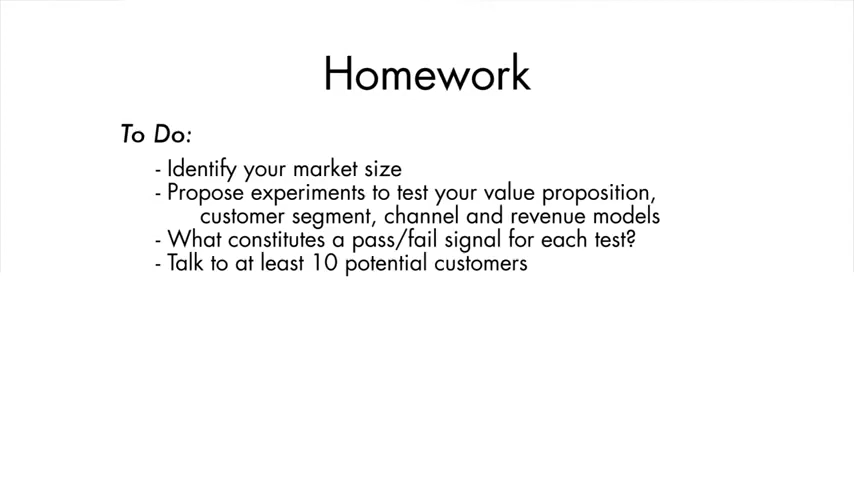 Homework
To Do:
- Identify your market size
- Propose experiments to test your value proposition,
customer segment, channel and revenue models
- What constitutes a pass/fail signal for each test?
- Talk to at least 10 potential customers